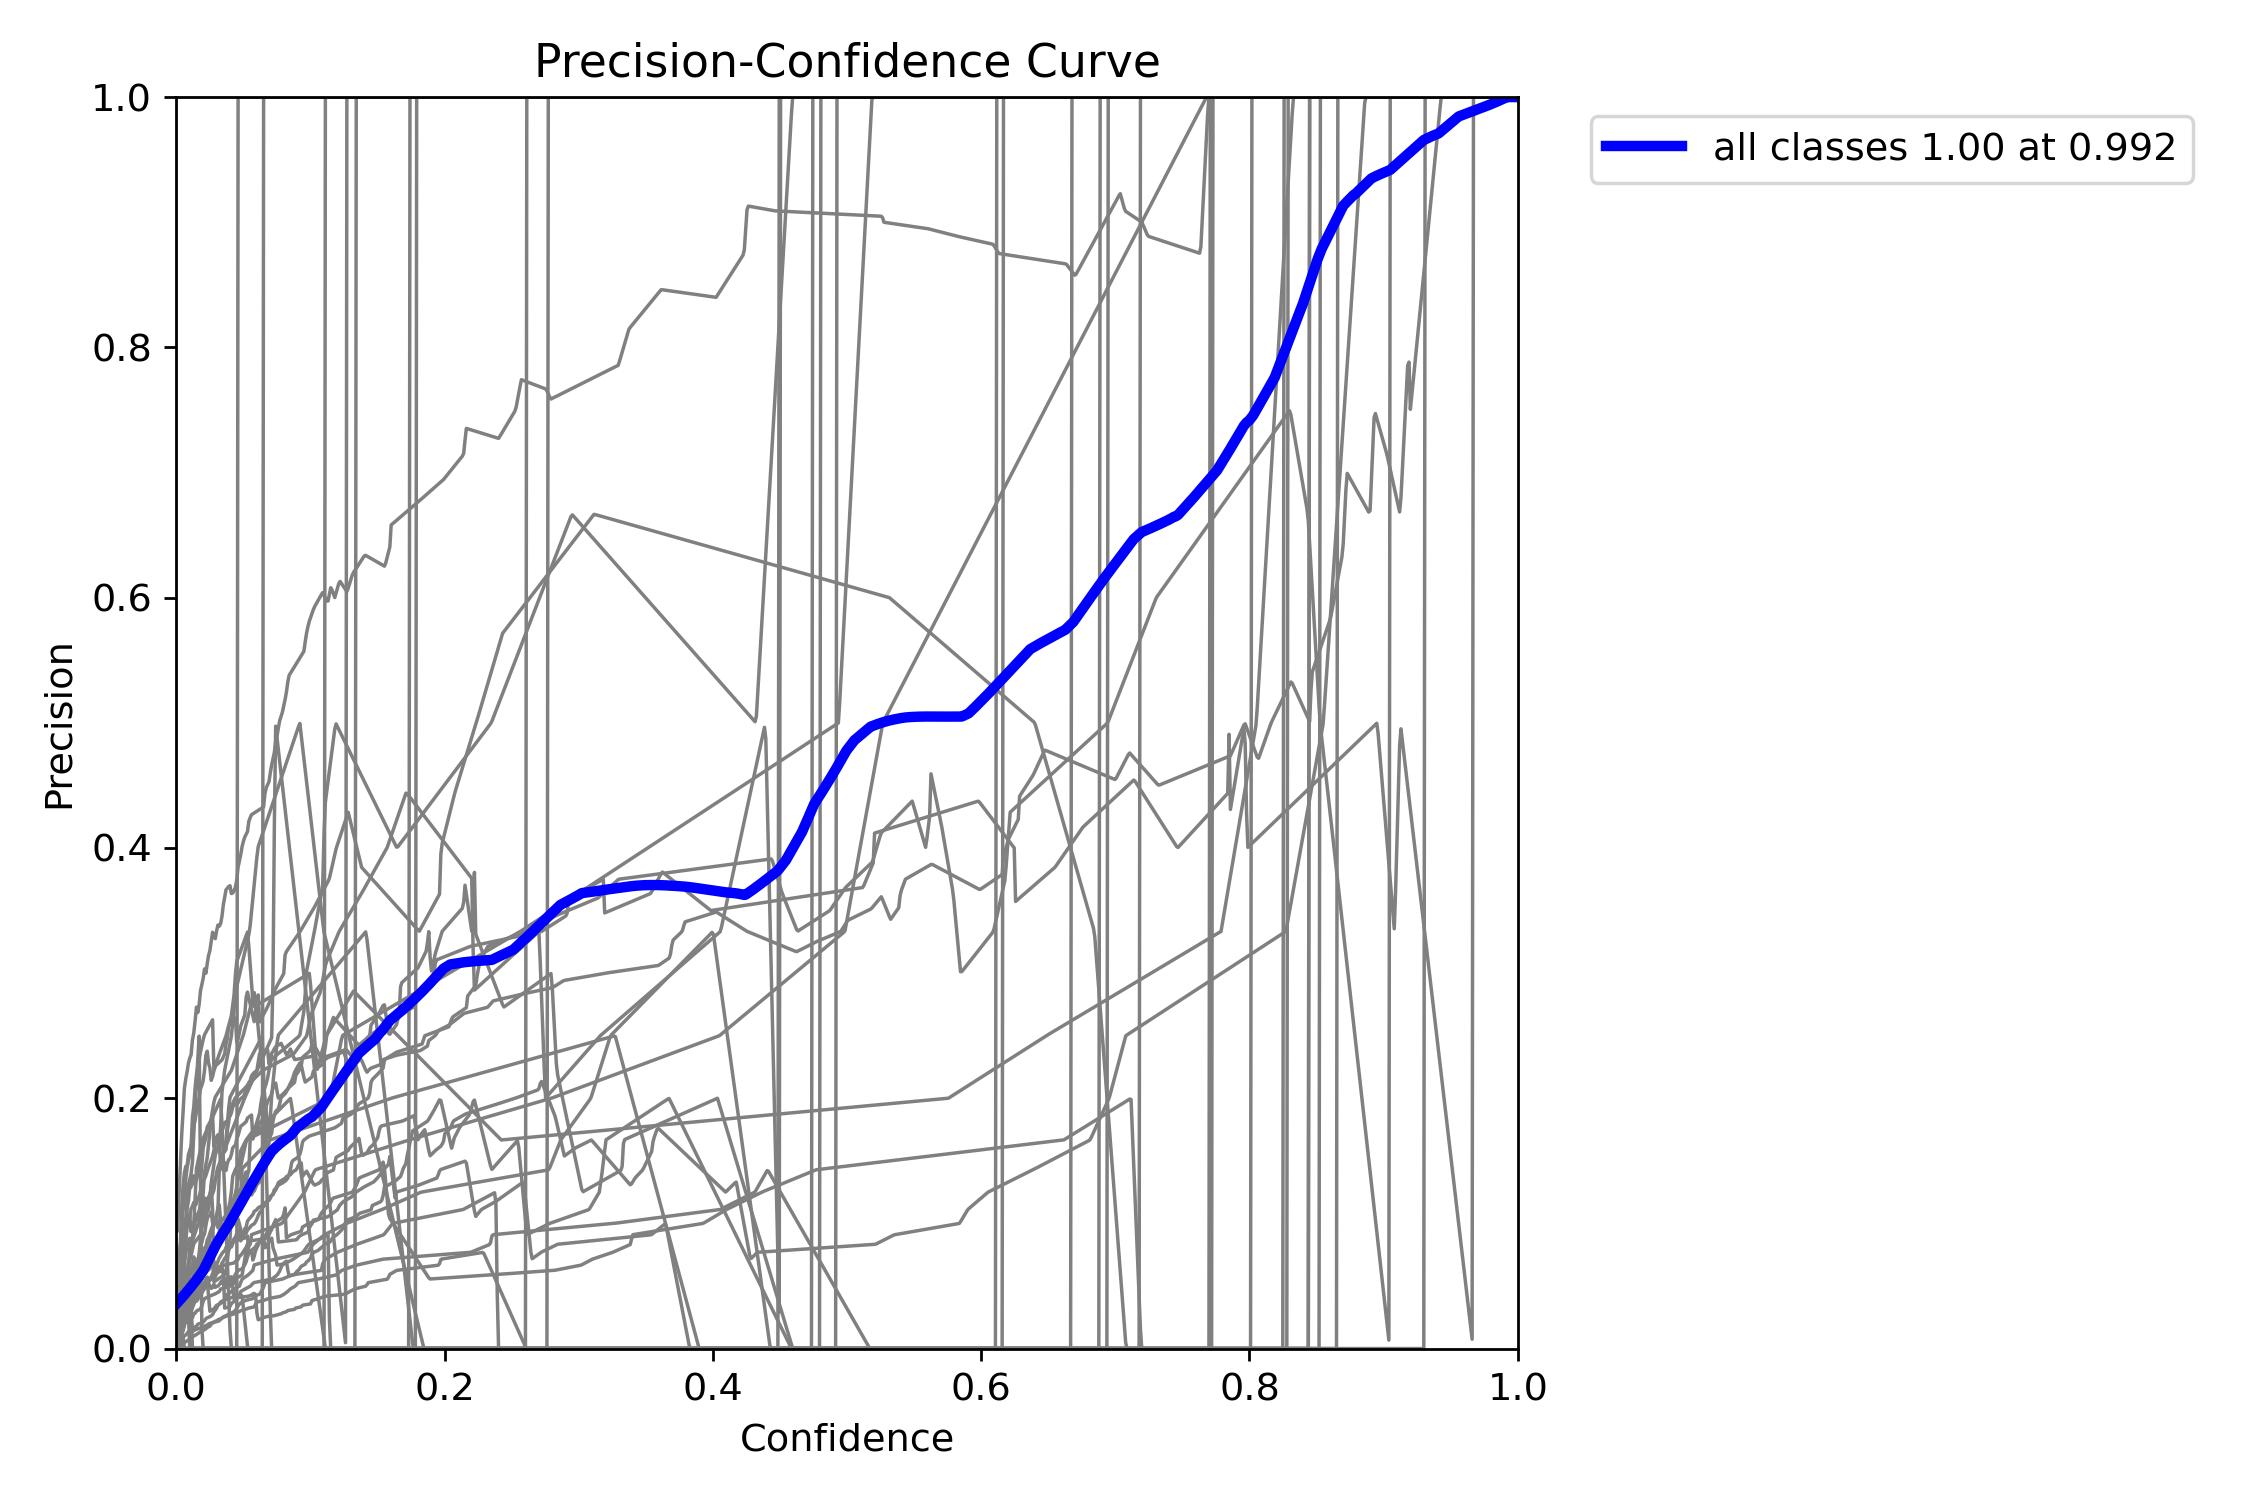 Precision-Confidence Curve
all classes 1.00 at 0.992
Precision
1.0
0.8
0.6
0.4
0.2
0.0
0.0 0.2 0.4 0.6 0.8 1.0
Confidence